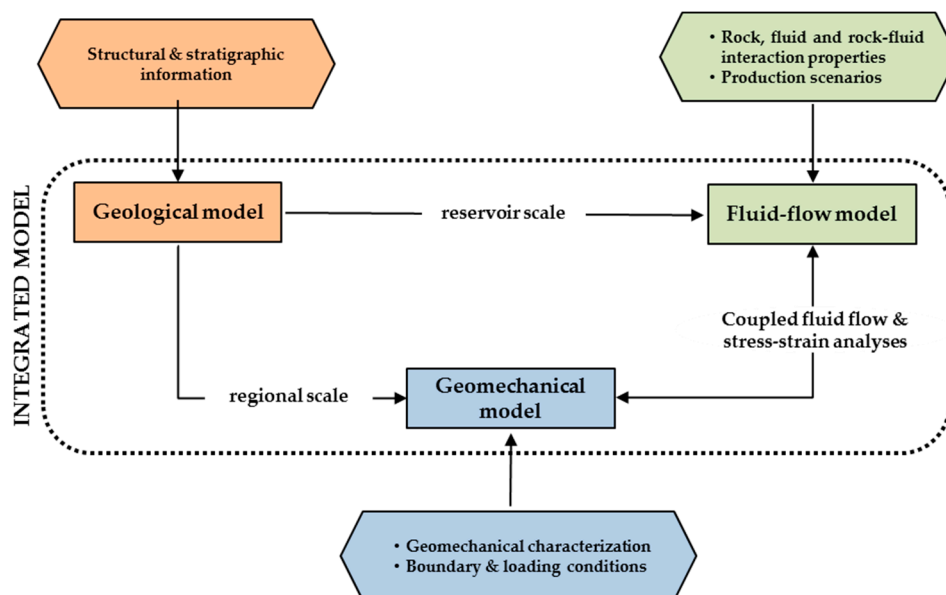 Structural & stratigraphic
information
• Rock, fluid and rock-fluid
interaction properties
• Production scenarios
INTEGRATED MODEL
Geological model
reservoir scale
Fluid-flow model
Coupled fluid flow &
stress-strain analyses
regional scale
Geomechanical
model
• Geomechanical characterization
• Boundary & loading conditions